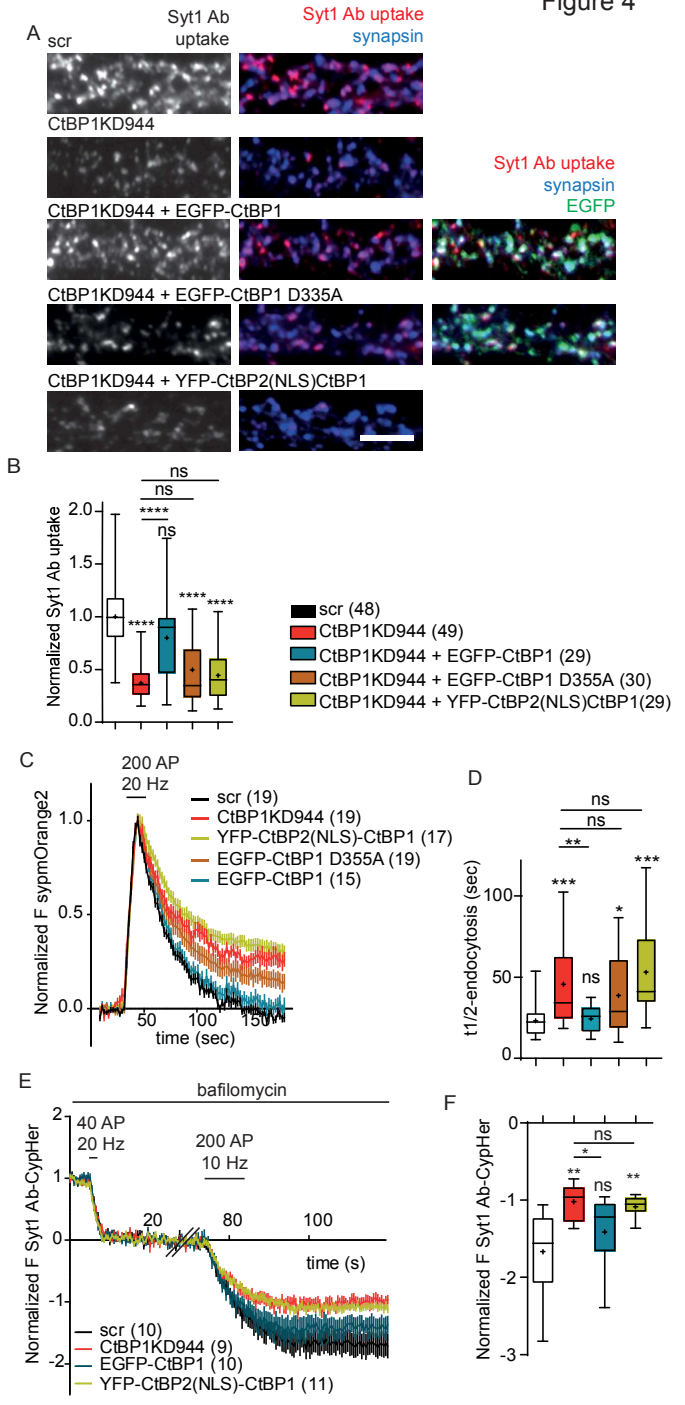 Figure 4
A
scr
Syt1 Ab
uptake
Syt1 Ab uptake
synapsin
CtBP1KD944
CtBP1KD944 + EGFP-CtBP1
Syt1 Ab uptake
synapsin
EGFP
CtBP1KD944 + EGFP-CtBP1 D335A
CtBP1KD944 + YFP-CtBP2(NLS)CtBP1
B
Normalized Syt1 Ab uptake
2.0
1.5
1.0
0.5
0.0
ns
ns
****
ns
****
****
****
scr (48)
CtBP1KD944 (49)
CtBP1KD944 + EGFP-CtBP1 (29)
CtBP1KD944 + EGFP-CtBP1 D355A (30)
CtBP1KD944 + YFP-CtBP2(NLS)CtBP1(29)
C
200 AP
20 Hz
scr (19)
CtBP1KD944 (19)
YFP-CtBP2(NLS)-CtBP1 (17)
EGFP-CtBP1 D355A (19)
EGFP-CtBP1 (15)
Normalized F sypmOrange2
1.0
0.5
0.0
50
100
150
time (sec)
D
t1/2-endocytosis (sec)
100
50
0
ns
ns
**
***
ns
*
***
E
bafilomycin
40 AP
20 Hz
200 AP
10 Hz
Normalized F Syt1 Ab-CypHer
2
1
0
-1
-2
20
80
100
time (s)
scr (10)
CtBP1KD944 (9)
EGFP-CtBP1 (10)
YFP-CtBP2(NLS)-CtBP1 (11)
F
Normalized F Syt1 Ab-CypHer
0
-1
-2
-3
ns
*
**
ns
**